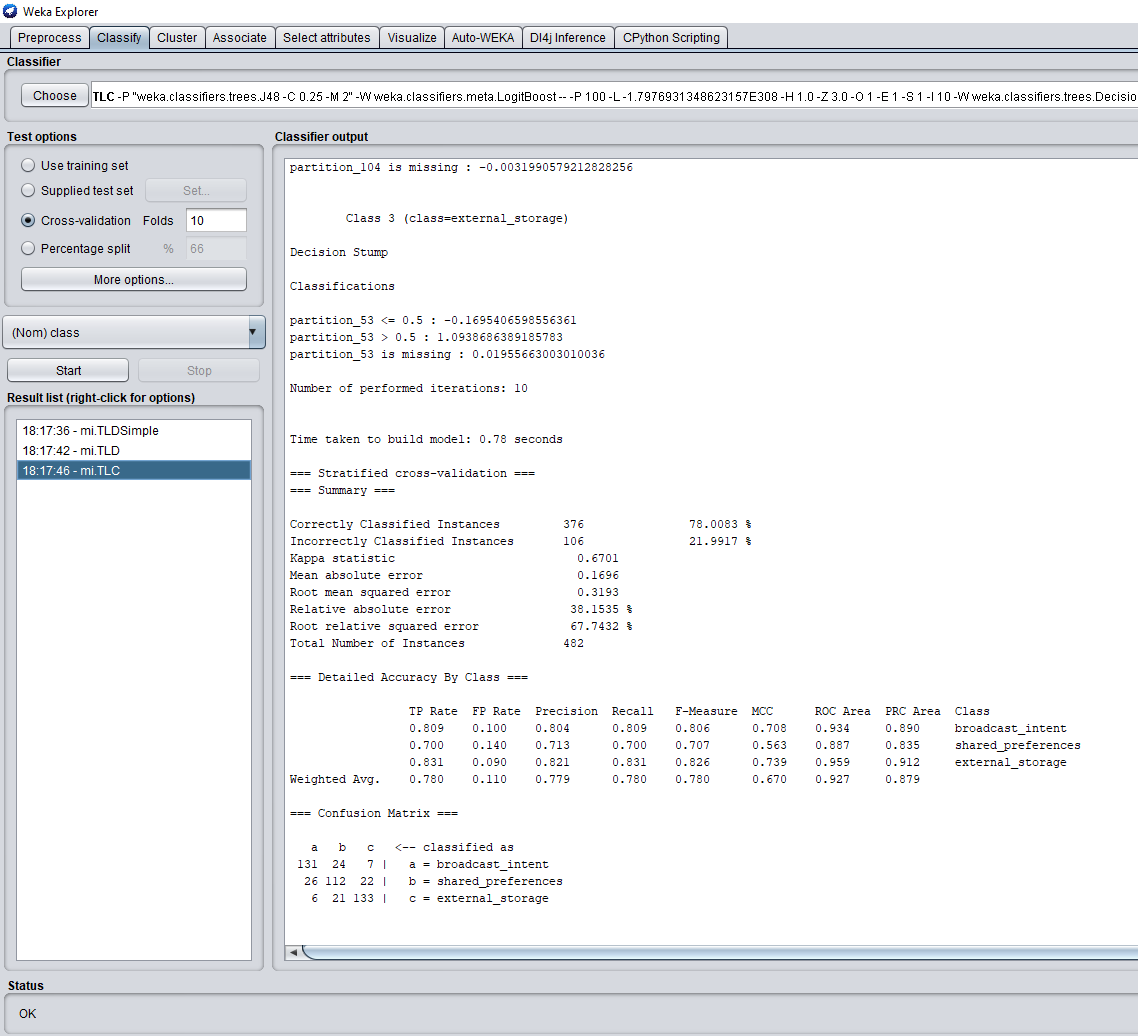 Weka Explorer
Preprocess Classify Cluster Associate Select attributes Visualize Auto-WEKA Dl4j Inference CPython Scripting
Classifier
Choose TLC -P "weka.classifiers.trees.J48 -C 0.25 -M 2" -W weka.classifiers.meta.LogitBoost -- -P 100 -L -1.7976931348623157E308 -H 1.0 -Z 3.0 -O 1 -E 1 -S 1 -I 10 -W weka.classifiers.trees.Decisio
Test options
Use training set
Supplied test set Set...
Cross-validation Folds 10
Percentage split % 66
More options...
(Nom) class
Start Stop
Result list (right-click for options)
18:17:36 - mi.TLDSimple
18:17:42 - mi.TLD
18:17:46 - mi.TLC
Classifier output
partition_104 is missing : -0.0031990579212828256
Class 3 (class=external_storage)
Decision Stump
Classifications
partition_53 <= 0.5 : -0.1695406598556361
partition_53 > 0.5 : 1.0938686389185783
partition_53 is missing : 0.01955663003010036
Number of performed iterations: 10
Time taken to build model: 0.78 seconds
=== Stratified cross-validation ===
=== Summary ===
Correctly Classified Instances 376 78.0083 %
Incorrectly Classified Instances 106 21.9917 %
Kappa statistic 0.6701
Mean absolute error 0.1696
Root mean squared error 0.3193
Relative absolute error 38.1535 %
Root relative squared error 67.7432 %
Total Number of Instances 482
=== Detailed Accuracy By Class ===
TP Rate FP Rate Precision Recall F-Measure MCC ROC Area PRC Area Class
0.809 0.100 0.804 0.809 0.806 0.708 0.934 0.890 broadcast_intent
0.700 0.140 0.713 0.700 0.707 0.563 0.887 0.835 shared_preferences
0.831 0.090 0.821 0.831 0.826 0.739 0.959 0.912 external_storage
Weighted Avg. 0.780 0.110 0.779 0.780 0.780 0.670 0.927 0.879
=== Confusion Matrix ===
a b c <-- classified as
131 24 7 | a = broadcast_intent
26 112 22 | b = shared_preferences
6 21 133 | c = external_storage
Status
OK